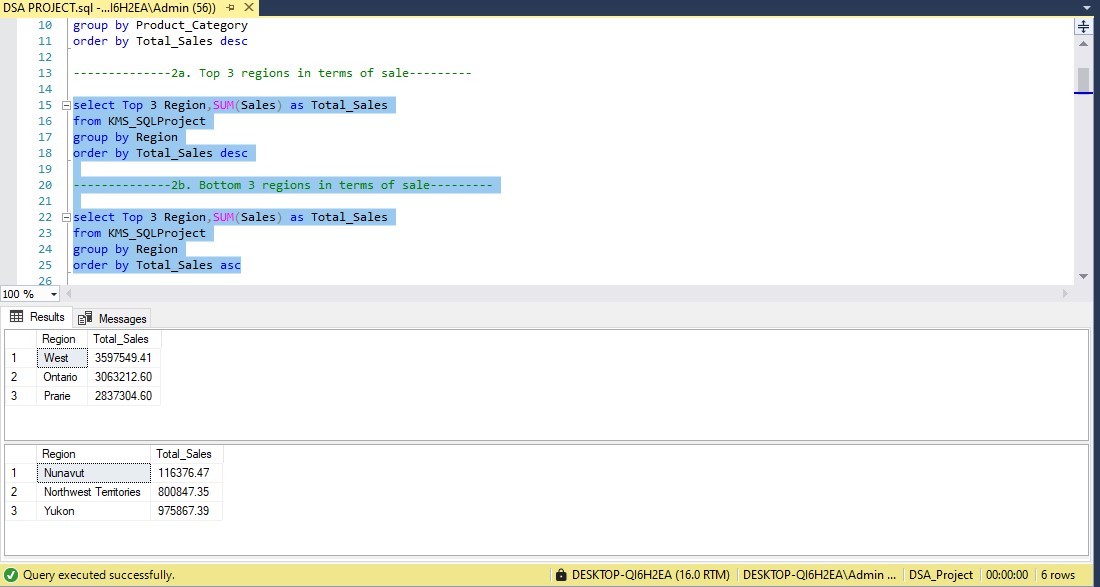 DSA PROJECT.sql -...I6H2EA\Admin (56))
10 group by Product_Category
11 order by Total_Sales desc
12
13 --------------2a. Top 3 regions in terms of sale---------
14
15 select Top 3 Region,SUM(Sales) as Total_Sales
16 from KMS_SQLProject
17 group by Region
18 order by Total_Sales desc
19
20 --------------2b. Bottom 3 regions in terms of sale---------
21
22 select Top 3 Region,SUM(Sales) as Total_Sales
23 from KMS_SQLProject
24 group by Region
25 order by Total_Sales asc
26
100 %
Results Messages
Region Total_Sales
1 West 3597549.41
2 Ontario 3063212.60
3 Prarie 2837304.60
Region Total_Sales
1 Nunavut 116376.47
2 Northwest Territories 800847.35
3 Yukon 975867.39
Query executed successfully. DESKTOP-QI6H2EA (16.0 RTM) DESKTOP-QI6H2EA\Admin ... DSA_Project 00:00:00 6 rows